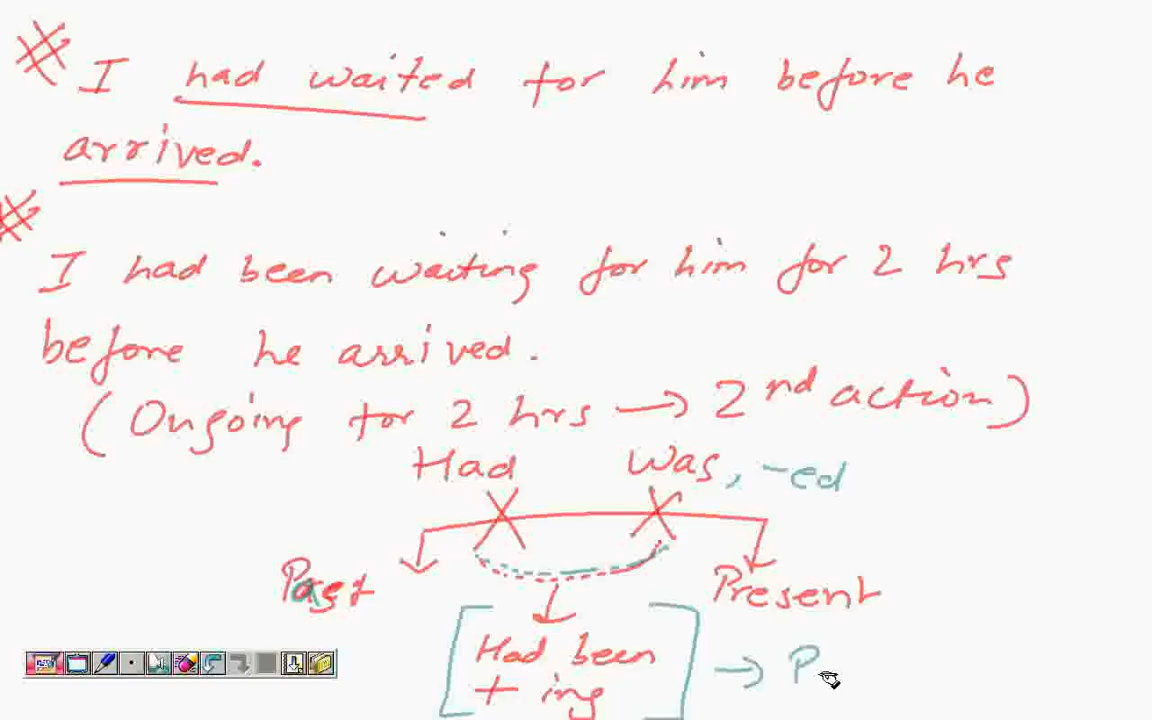 I had waited for him before he
arrived.
I had been waiting for him for 2 hrs
before he arrived.
(Ongoing for 2 hrs → 2nd action)
Had Was, -ed
Past Present
[Had been
+ ing] → P